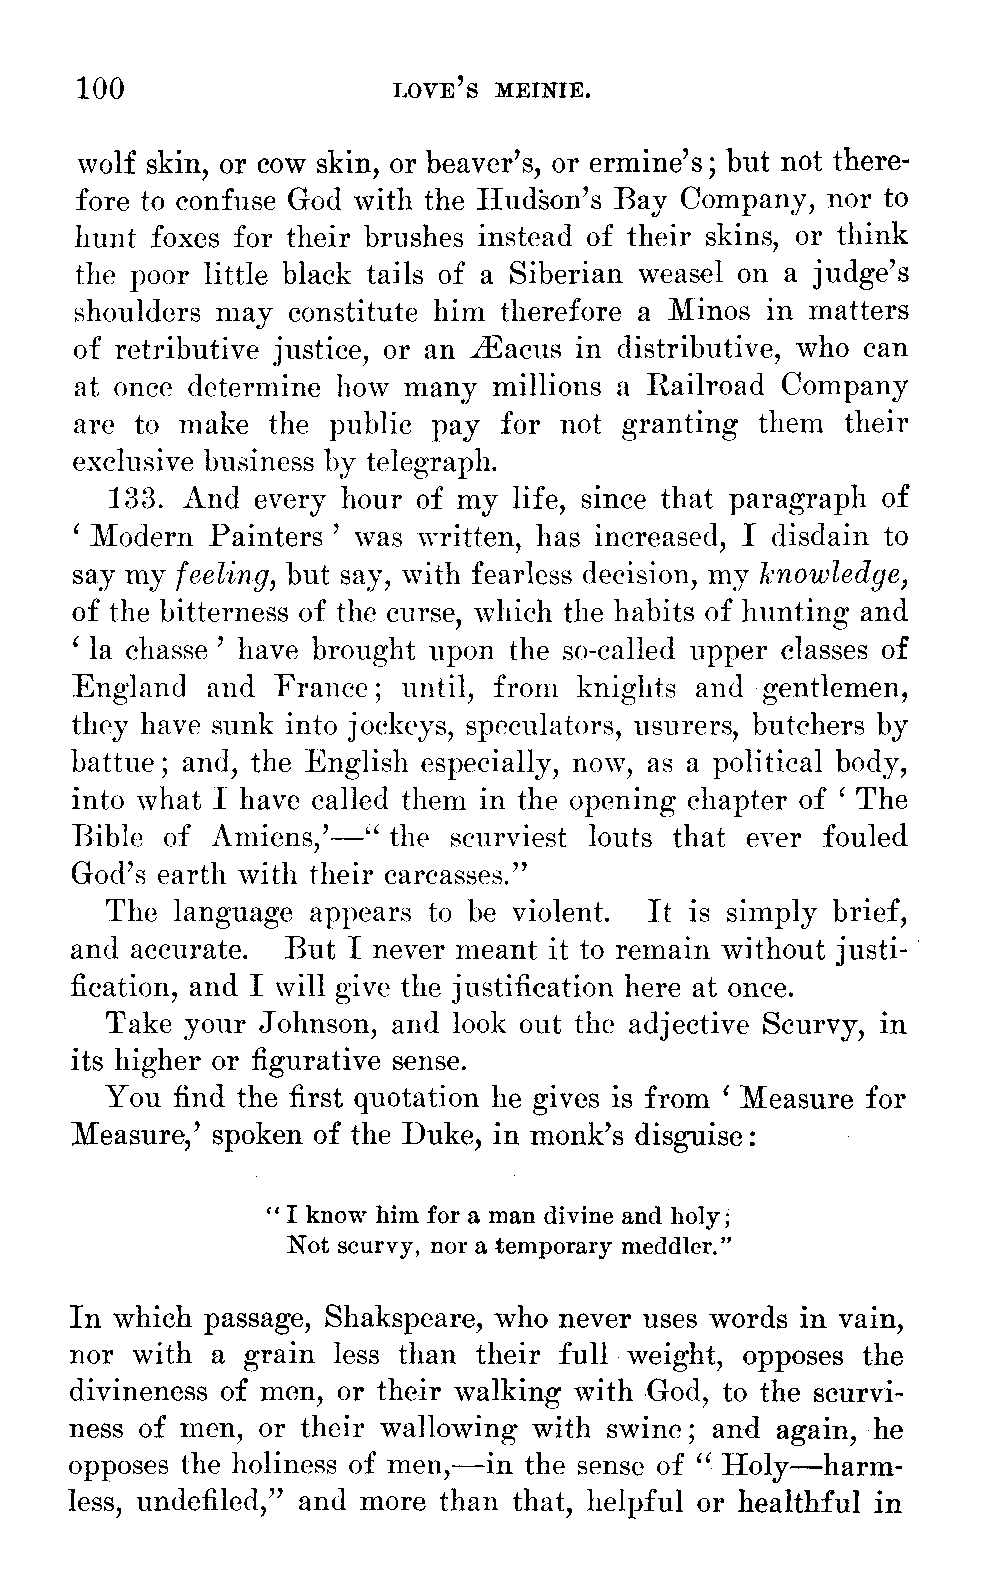 100 LOVE'S MEINIE.
wolf skin, or cow skin, or beaver's, or ermine's; but not there-
fore to confuse God with the Hudson's Bay Company, nor to
hunt foxes for their brushes instead of their skins, or think
the poor little black tails of a Siberian weasel on a judge's
shoulders may constitute him therefore a Minos in matters
of retributive justice, or an Æacus in distributive, who can
at once determine how many millions a Railroad Company
are to make the public pay for not granting them their
exclusive business by telegraph.
133. And every hour of my life, since that paragraph of
‘ Modern Painters ’ was written, has increased, I disdain to
say my feeling, but say, with fearless decision, my knowledge,
of the bitterness of the curse, which the habits of hunting and
‘ la chasse ’ have brought upon the so-called upper classes of
England and France; until, from knights and gentlemen,
they have sunk into jockeys, speculators, usurers, butchers by
battue; and, the English especially, now, as a political body,
into what I have called them in the opening chapter of ‘ The
Bible of Amiens,’—“ the scurviest louts that ever fouled
God's earth with their carcasses.”
The language appears to be violent. It is simply brief,
and accurate. But I never meant it to remain without justi-
fication, and I will give the justification here at once.
Take your Johnson, and look out the adjective Scurvy, in
its higher or figurative sense.
You find the first quotation he gives is from ‘ Measure for
Measure,’ spoken of the Duke, in monk's disguise:
“ I know him for a man divine and holy;
Not scurvy, nor a temporary meddler.”
In which passage, Shakspeare, who never uses words in vain,
nor with a grain less than their full weight, opposes the
divineness of men, or their walking with God, to the scurvi-
ness of men, or their wallowing with swine; and again, he
opposes the holiness of men,—in the sense of “ Holy—harm-
less, undefiled,” and more than that, helpful or healthful in